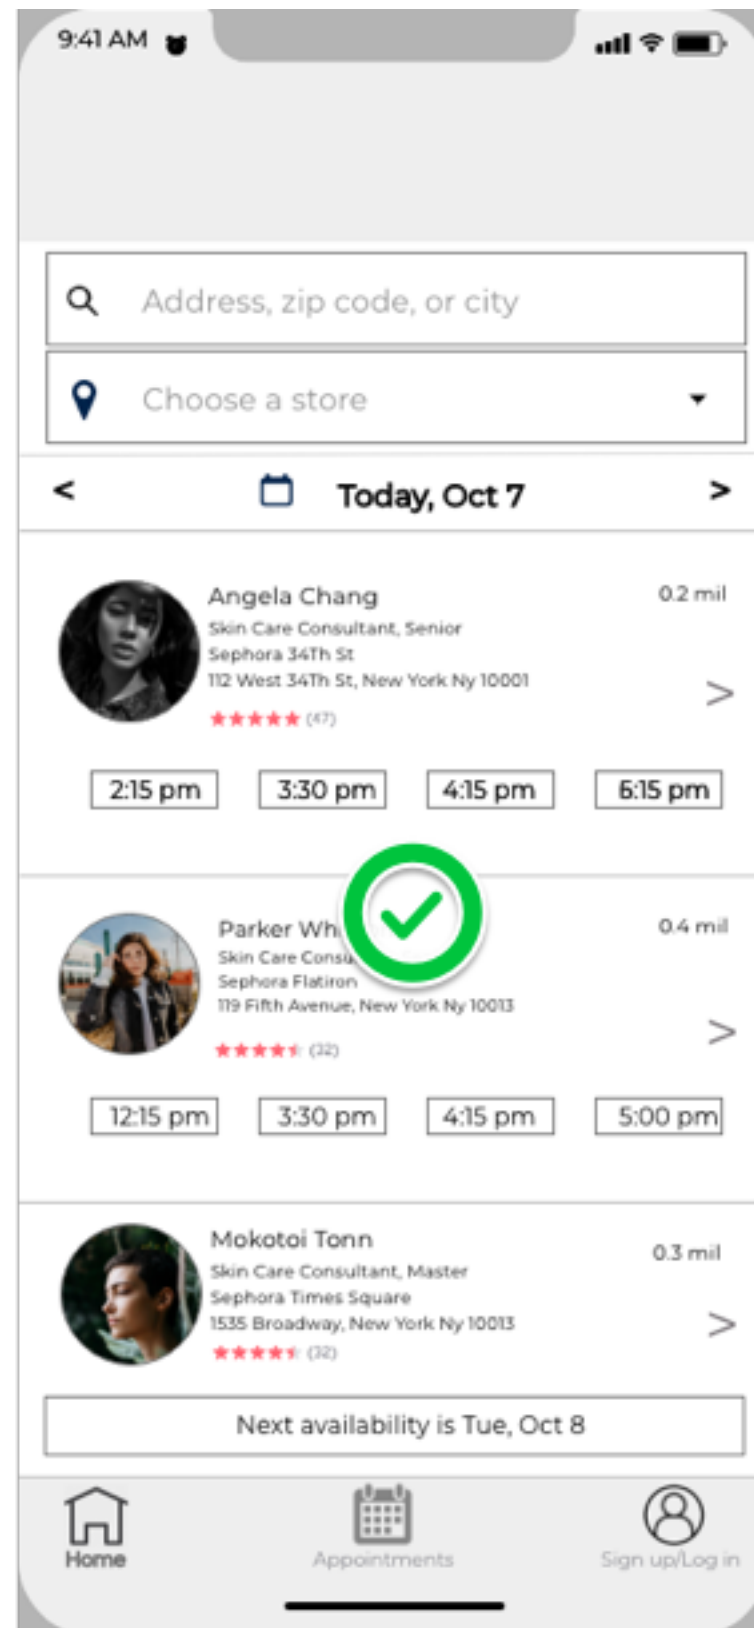 9:41 AM
Address, zip code, or city
Choose a store
< Today, Oct 7 >
Angela Chang 0.2 mil
Skin Care Consultant, Senior
Sephora 34Th St
112 West 34Th St, New York Ny 10001
(47)
>
2:15 pm 3:30 pm 4:15 pm 6:15 pm
Parker Wh 0.4 mil
Skin Care Consu
Sephora Flatiron
119 Fifth Avenue, New York Ny 10013
(32)
>
12:15 pm 3:30 pm 4:15 pm 5:00 pm
Mokotoi Tonn 0.3 mil
Skin Care Consultant, Master
Sephora Times Square
1535 Broadway, New York Ny 10013
(32)
>
Next availability is Tue, Oct 8
Home Appointments Sign up/Log in